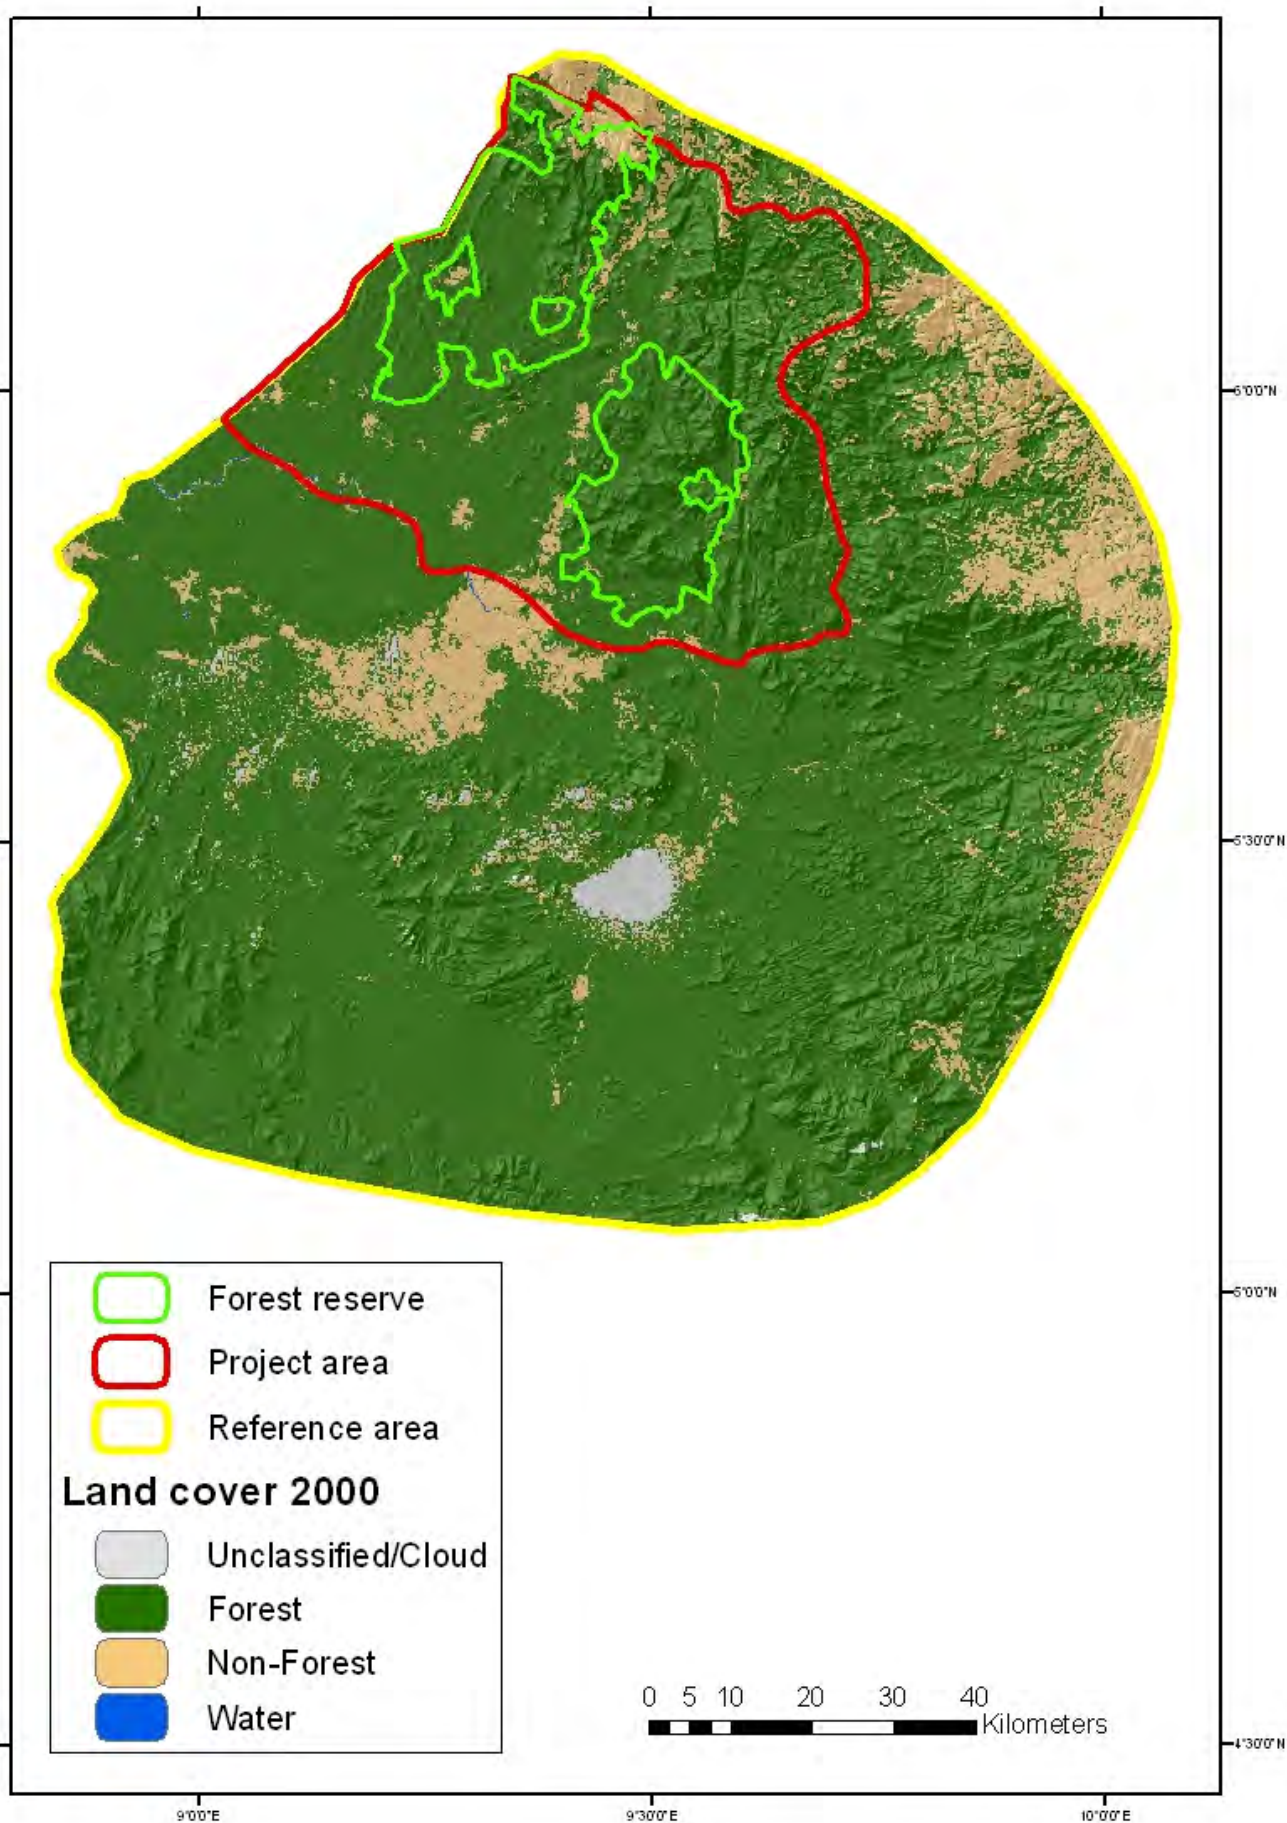 6°0'0"N
5°30'0"N
5°0'0"N
Forest reserve
Project area
Reference area
Land cover 2000
Unclassified/Cloud
Forest
Non-Forest
Water
0 5 10 20 30 40
Kilometers
4°30'0"N
9°0'0"E 9°30'0"E 10°0'0"E